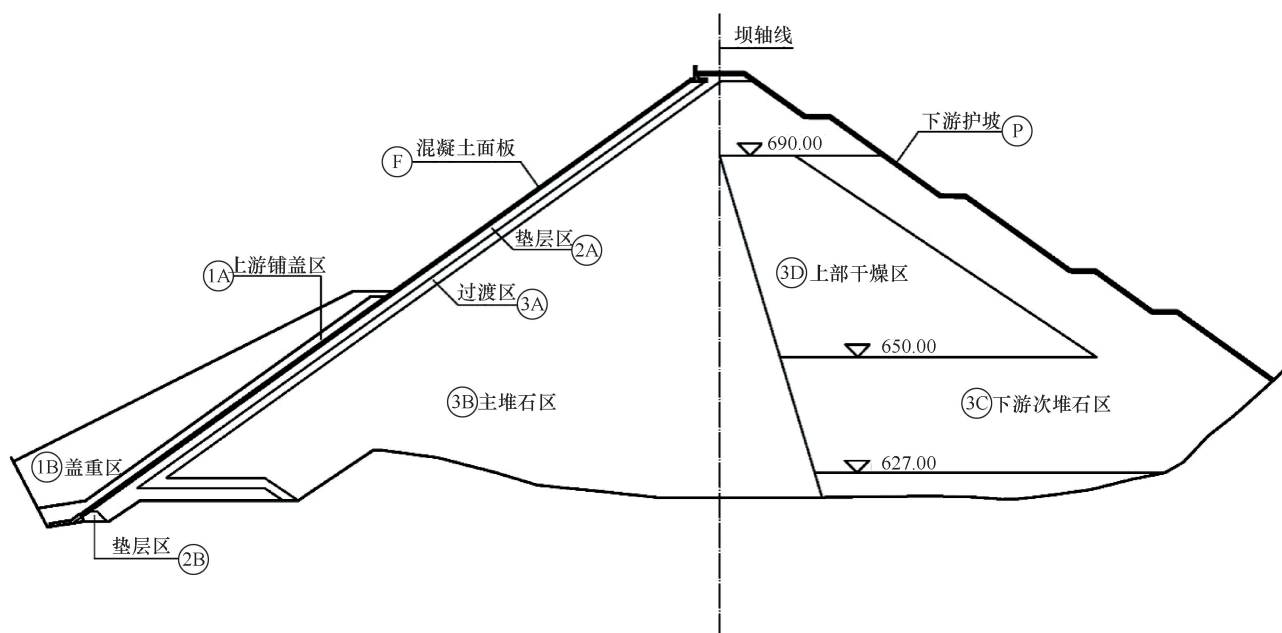 坝轴线
下游护坡 P
690.00
F 混凝土面板
垫层区 2A
1A 上游铺盖区
3D 上部干燥区
过渡区 3A
650.00
3B 主堆石区
3C 下游次堆石区
627.00
1B 盖重区
垫层区 2B